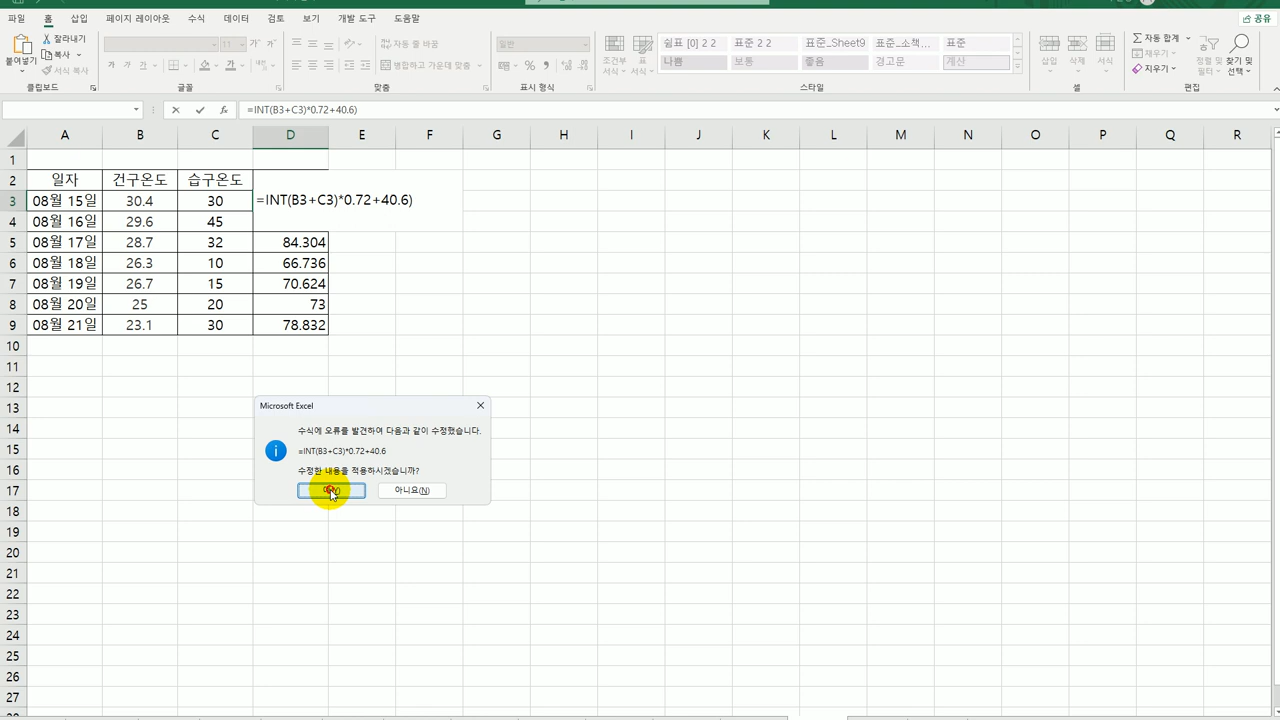 파일 홈 삽입 페이지 레이아웃 수식 데이터 검토 보기 개발 도구 도움말 공유
잘라내기
복사
서식 복사
붙여넣기
클립보드
11
가 가 가
글꼴
자동 줄 바꿈
병합하고 가운데 맞춤
맞춤
일반
표시 형식
조건부 서식
표 서식
쉼표 [0] 2 2 표준 2 2 표준_Sheet9 표준_소책... 표준
나쁨 보통 좋음 경고문 계산
스타일
삽입 삭제 서식
셀
자동 합계
채우기
지우기
정렬 및 필터
찾기 및 선택
편집
=INT(B3+C3)*0.72+40.6)
A B C D E F G H I J K L M N O P Q R
1
2 일자 건구온도 습구온도
3 08월 15일 30.4 30 =INT(B3+C3)*0.72+40.6)
4 08월 16일 29.6 45
5 08월 17일 28.7 32 84.304
6 08월 18일 26.3 10 66.736
7 08월 19일 26.7 15 70.624
8 08월 20일 25 20 73
9 08월 21일 23.1 30 78.832
10
11
12
13
14
15
16
17
18
19
20
21
22
23
24
25
26
27
Microsoft Excel
수식에 오류를 발견하여 다음과 같이 수정했습니다.
=INT(B3+C3)*0.72+40.6
수정한 내용을 적용하시겠습니까?
아니요(N)